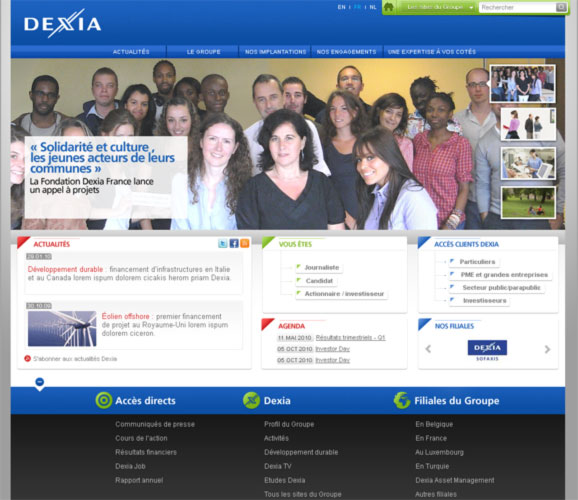 EN | FR | NL
Les sites du Groupe
Rechercher
DEXIA
ACTUALITÉS
LE GROUPE
NOS IMPLANTATIONS
NOS ENGAGEMENTS
UNE EXPERTISE À VOS COTÉS
« Solidarité et culture ,
les jeunes acteurs de leurs
communes »
La Fondation Dexia France lance
un appel à projets
ACTUALITÉS
29.01.10
Développement durable : financement d'infrastructures en Italie
et au Canada lorem ispum dolorem cicakis herom priam Dexia.
Éolien offshore : premier financement
de projet au Royaume-Uni lorem ispum
dolorem ciceron.
S'abonner aux actualités Dexia
VOUS ÊTES
Journaliste
Candidat
Actionnaire / investisseur
AGENDA
11 MAI 2010 Résultats trimestriels - Q1
05 OCT 2010 Investor Day
05 OCT 2010 Investor Day
ACCÈS CLIENTS DEXIA
Particuliers
PME et grandes entreprises
Secteur public/parapublic
Investisseurs
NOS FILIALES
DEXIA
SOFAXIS
Accès directs
Communiqués de presse
Cours de l'action
Résultats financiers
Dexia Job
Rapport annuel
Dexia
Profil du Groupe
Activités
Développement durable
Dexia TV
Etudes Dexia
Tous les sites du Groupe
Filiales du Groupe
En Belgique
En France
Au Luxembourg
En Turquie
Dexia Asset Management
Autres filiales